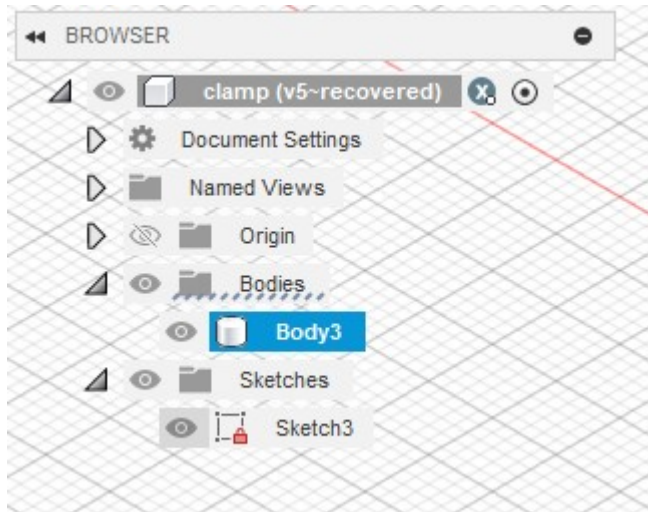 BROWSER
clamp (v5~recovered)
Document Settings
Named Views
Origin
Bodies
Body3
Sketches
Sketch3